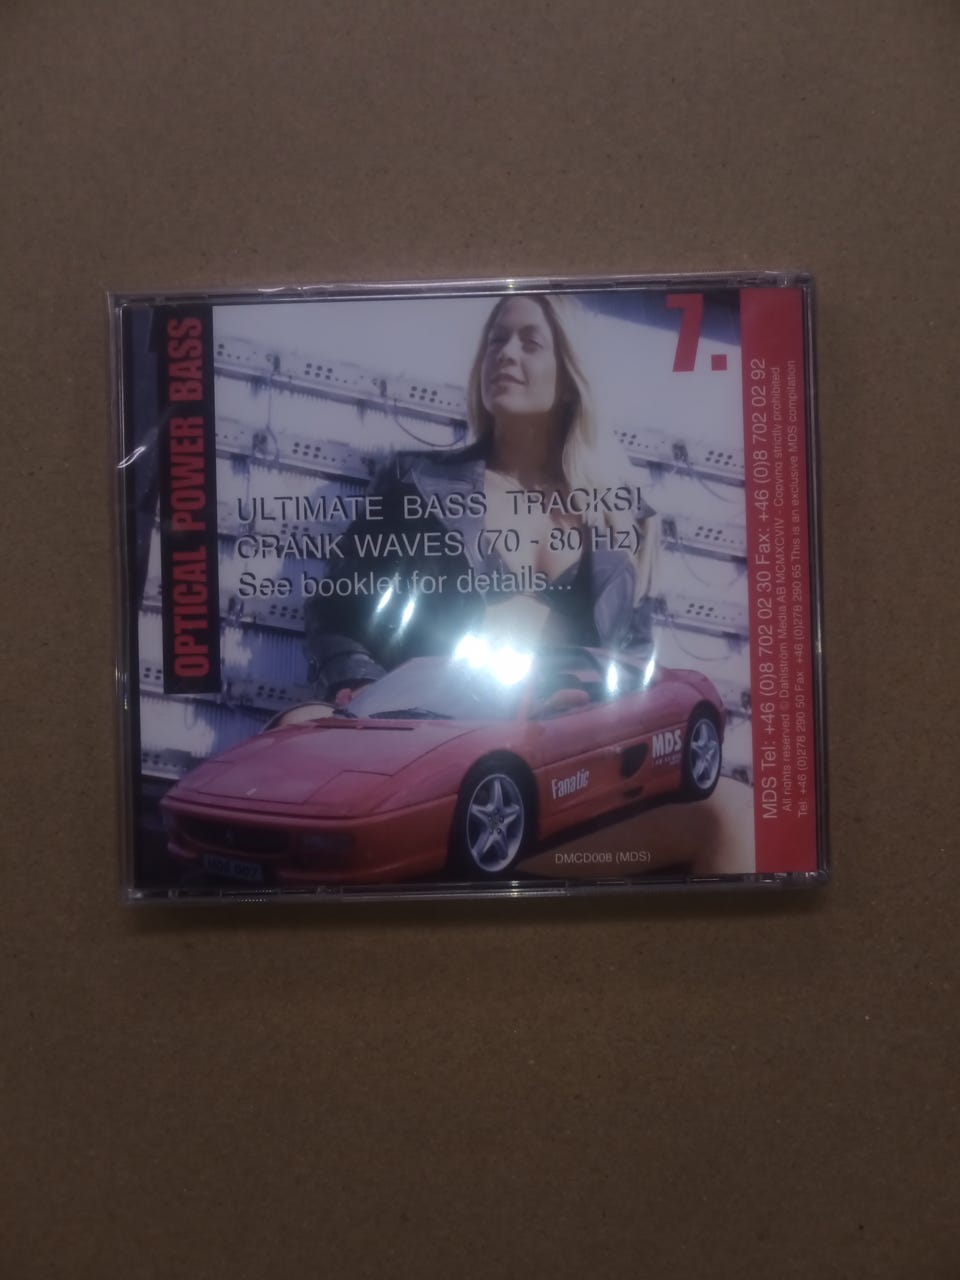 OPTICAL POWER BASS
7.
ULTIMATE BASS TRACKS!
CRANK WAVES (70 - 80 Hz)
See booklet for details...
Fanatic
MDS
DMCD008 (MDS)
MDS Tel: +46 (0)8 702 02 30 Fax: +46 (0)8 702 02 92
All rights reserved © Dahlström Media AB MCMXCVIV - Copying strictly prohibited
Tel: +46 (0)278 290 50 Fax +46 (0)278 290 65 This is an exclusive MDS compilation